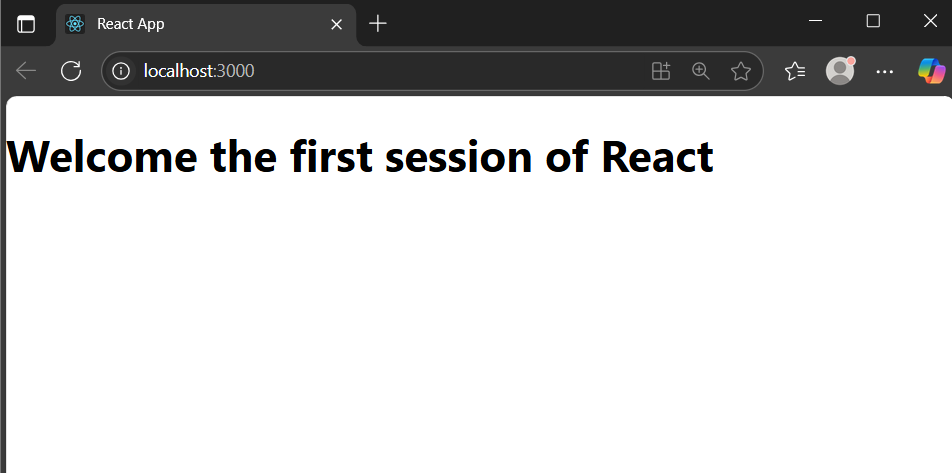 React App
localhost:3000
Welcome the first session of React